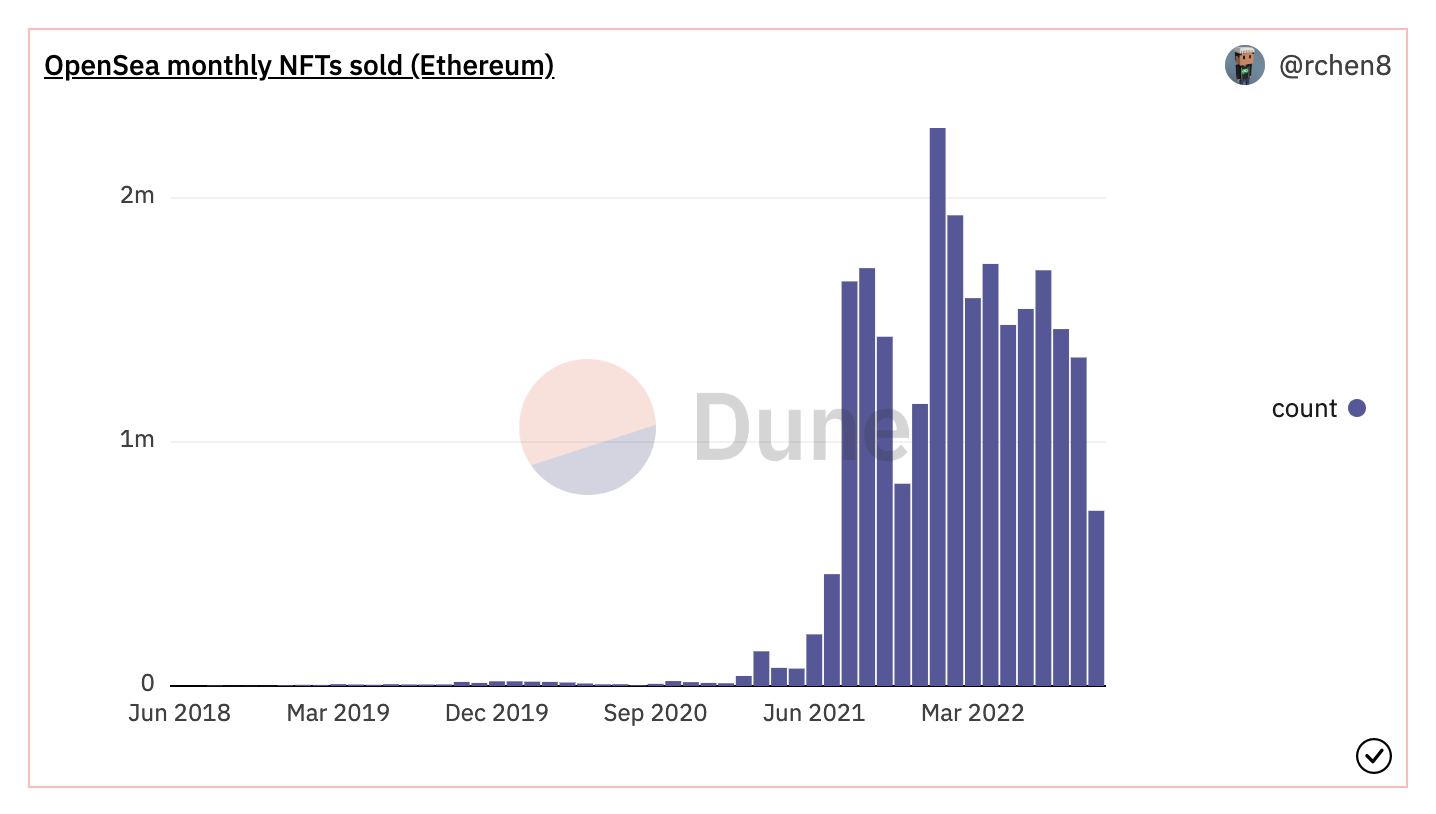 OpenSea monthly NFTs sold (Ethereum)
@rchen8
2m
1m
0
Dune
count
Jun 2018
Mar 2019
Dec 2019
Sep 2020
Jun 2021
Mar 2022